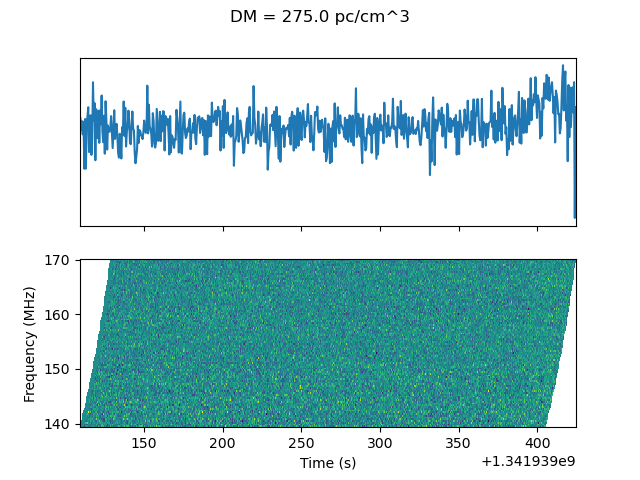 DM = 275.0 pc/cm^3
170
160
150
140
Frequency (MHz)
150 200 250 300 350 400
Time (s)
+1.341939e9